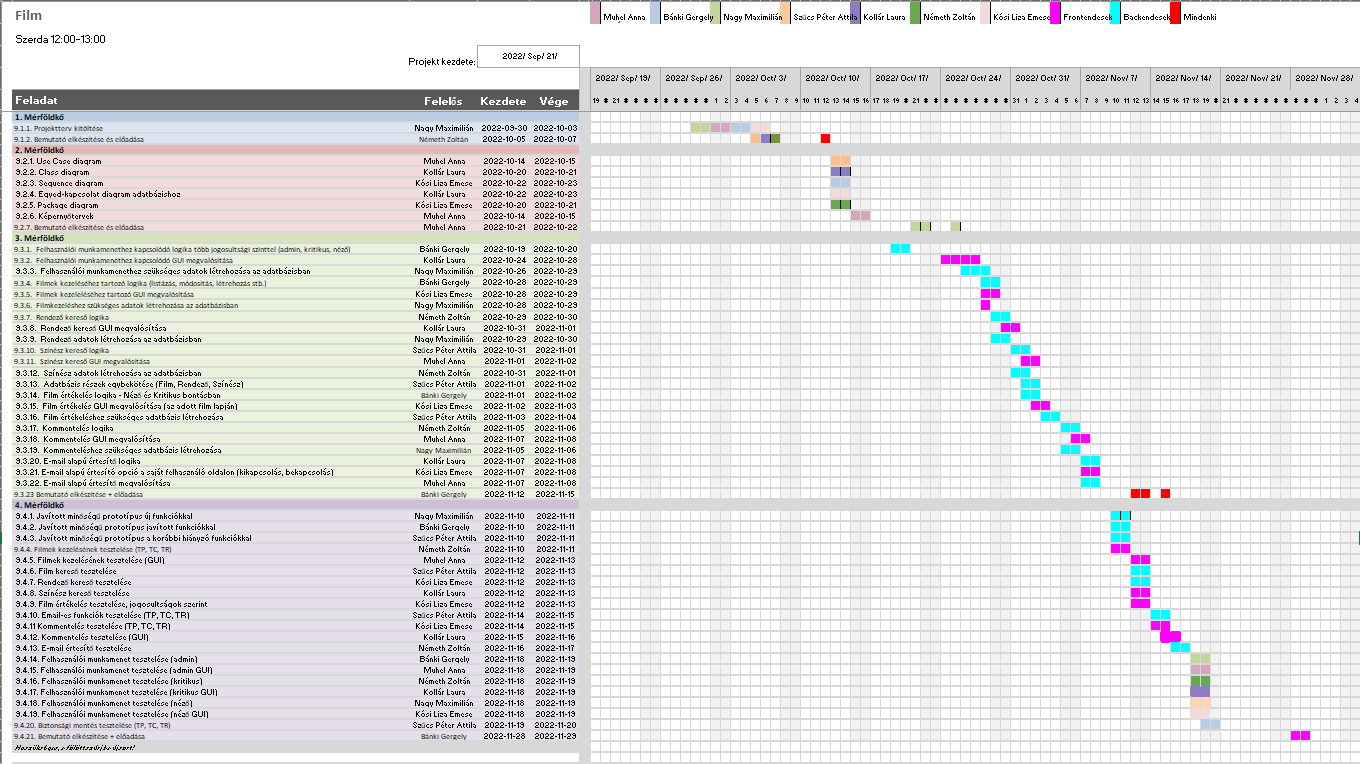 Film
Muhel Anna Bánki Gergely Nagy Maximilián Szűcs Péter Attila Kollár Laura Németh Zoltán Kósi Liza Emese Frontendesek Backendesek Mindenki
Szerda 12:00-13:00
Projekt kezdete: 2022/ Sep/ 21/
2022/ Sep/ 19/ 2022/ Sep/ 26/ 2022/ Oct/ 3/ 2022/ Oct/ 10/ 2022/ Oct/ 17/ 2022/ Oct/ 24/ 2022/ Oct/ 31/ 2022/ Nov/ 7/ 2022/ Nov/ 14/ 2022/ Nov/ 21/ 2022/ Nov/ 28/
Feladat Felelős Kezdete Vége
1. Mérföldkő
9.1.1. Projektterv kitöltése Nagy Maximilián 2022-09-30 2022-10-03
9.1.2. Bemutató elkészítése és előadása Németh Zoltán 2022-10-05 2022-10-07
2. Mérföldkő
9.2.1. Use Case diagram Muhel Anna 2022-10-14 2022-10-15
9.2.2. Class diagram Kollár Laura 2022-10-20 2022-10-21
9.2.3. Sequence diagram Kósi Liza Emese 2022-10-22 2022-10-23
9.2.4. Egyed-kapcsolat diagram adatbázishoz Kollár Laura 2022-10-22 2022-10-23
9.2.5. Package diagram Kósi Liza Emese 2022-10-20 2022-10-21
9.2.6. Képernyőtervek Muhel Anna 2022-10-14 2022-10-15
9.2.7. Bemutató elkészítése és előadása Muhel Anna 2022-10-21 2022-10-22
3. Mérföldkő
9.3.1. Felhasználói munkamenethez kapcsolódó logika több jogosultsági szinttel (admin, kritikus, néző) Bánki Gergely 2022-10-19 2022-10-20
9.3.2. Felhasználói munkamenethez kapcsolódó GUI megvalósítása Kollár Laura 2022-10-24 2022-10-28
9.3.3. Felhasználói munkamenethez szükséges adatok létrehozása az adatbázisban Nagy Maximilián 2022-10-26 2022-10-29
9.3.4. Filmek kezeléséhez tartozó logika (listázás, módosítás, létrehozás stb.) Bánki Gergely 2022-10-28 2022-10-29
9.3.5. Filmek kezeleléséhez tartozó GUI megvalósítása Kósi Liza Emese 2022-10-28 2022-10-29
9.3.6. Filmkezeléshez szükséges adatok létrehozása az adatbázisban Nagy Maximilián 2022-10-28 2022-10-29
9.3.7. Rendező kereső logika Németh Zoltán 2022-10-29 2022-10-30
9.3.8. Rendező kereső GUI megvalósítása Kollár Laura 2022-10-31 2022-11-01
9.3.9. Rendező adatok létrehozása az adatbázisban Nagy Maximilián 2022-10-29 2022-10-30
9.3.10. Színész kereső logika Szűcs Péter Attila 2022-10-31 2022-11-01
9.3.11. Színész kereső GUI megvalósítása Muhel Anna 2022-11-01 2022-11-02
9.3.12. Színész adatok létrehozása az adatbázisban Muhel Anna 2022-10-31 2022-11-01
9.3.13. Adatbázis részek egybekötése (Film, Rendező, Színész) Szűcs Péter Attila 2022-11-01 2022-11-02
9.3.14. Film értékelés logika - Néző és Kritikus bontásban Bánki Gergely 2022-11-01 2022-11-02
9.3.15. Film értékelés GUI megvalósítása (az adott film lapján) Kósi Liza Emese 2022-11-02 2022-11-03
9.3.16. Film értékeléshez szükséges adatbázis létrehozása Szűcs Péter Attila 2022-11-03 2022-11-04
9.3.17. Kommentelés logika Németh Zoltán 2022-11-05 2022-11-06
9.3.18. Kommentelés GUI megvalósítása Muhel Anna 2022-11-07 2022-11-08
9.3.19. Kommenteléshez szükséges adatbázis létrehozása Nagy Maximilián 2022-11-05 2022-11-06
9.3.20. E-mail alapú értesítő logika Kollár Laura 2022-11-07 2022-11-08
9.3.21. E-mail alapú értesítő opció a saját felhasználó oldalon (kikapcsolás, bekapcsolás) Kósi Liza Emese 2022-11-07 2022-11-08
9.3.22. E-mail alapú értesítő megvalósítása Muhel Anna 2022-11-07 2022-11-08
9.3.23 Bemutató elkészítése + előadása Bánki Gergely 2022-11-12 2022-11-15
4. Mérföldkő
9.4.1. Javított minőségű prototípus új funkciókkal Nagy Maximilián 2022-11-10 2022-11-11
9.4.2. Javított minőségű prototípus javított funkciókkal Bánki Gergely 2022-11-10 2022-11-11
9.4.3. Javított minőségű prototípus a korábbi hiányzó funkciókkal Szűcs Péter Attila 2022-11-10 2022-11-11
9.4.4. Filmek kezelésének tesztelése (TP, TC, TR) Németh Zoltán 2022-11-10 2022-11-11
9.4.5. Filmek kezelésének tesztelése (GUI) Muhel Anna 2022-11-12 2022-11-13
9.4.6. Film kereső tesztelése Szűcs Péter Attila 2022-11-12 2022-11-13
9.4.7. Rendező kereső tesztelése Németh Zoltán 2022-11-12 2022-11-13
9.4.8. Színész kereső tesztelése Kollár Laura 2022-11-12 2022-11-13
9.4.9. Film értékelés tesztelése, jogosultságok szerint Kósi Liza Emese 2022-11-12 2022-11-13
9.4.10. Email-es funkciók tesztelése (TP, TC, TR) Szűcs Péter Attila 2022-11-14 2022-11-15
9.4.11 Kommentelés tesztelése (TP, TC, TR) Kósi Liza Emese 2022-11-14 2022-11-15
9.4.12. Kommentelés tesztelése (GUI) Kollár Laura 2022-11-15 2022-11-16
9.4.13. E-mail értesítő tesztelése Németh Zoltán 2022-11-16 2022-11-17
9.4.14. Felhasználói munkamenet tesztelése (admin) Bánki Gergely 2022-11-18 2022-11-19
9.4.15. Felhasználói munkamenet tesztelése (admin GUI) Muhel Anna 2022-11-18 2022-11-19
9.4.16. Felhasználói munkamenet tesztelése (kritikus) Németh Zoltán 2022-11-18 2022-11-19
9.4.17. Felhasználói munkamenet tesztelése (kritikus GUI) Kollár Laura 2022-11-18 2022-11-19
9.4.18. Felhasználói munkamenet tesztelése (néző) Nagy Maximilián 2022-11-18 2022-11-19
9.4.19. Felhasználói munkamenet tesztelése (néző GUI) Kósi Liza Emese 2022-11-18 2022-11-19
9.4.20. Biztonsági mentés tesztelése (TP, TC, TR) Szűcs Péter Attila 2022-11-19 2022-11-20
9.4.21. Bemutató elkészítése + előadása Bánki Gergely 2022-11-28 2022-11-29